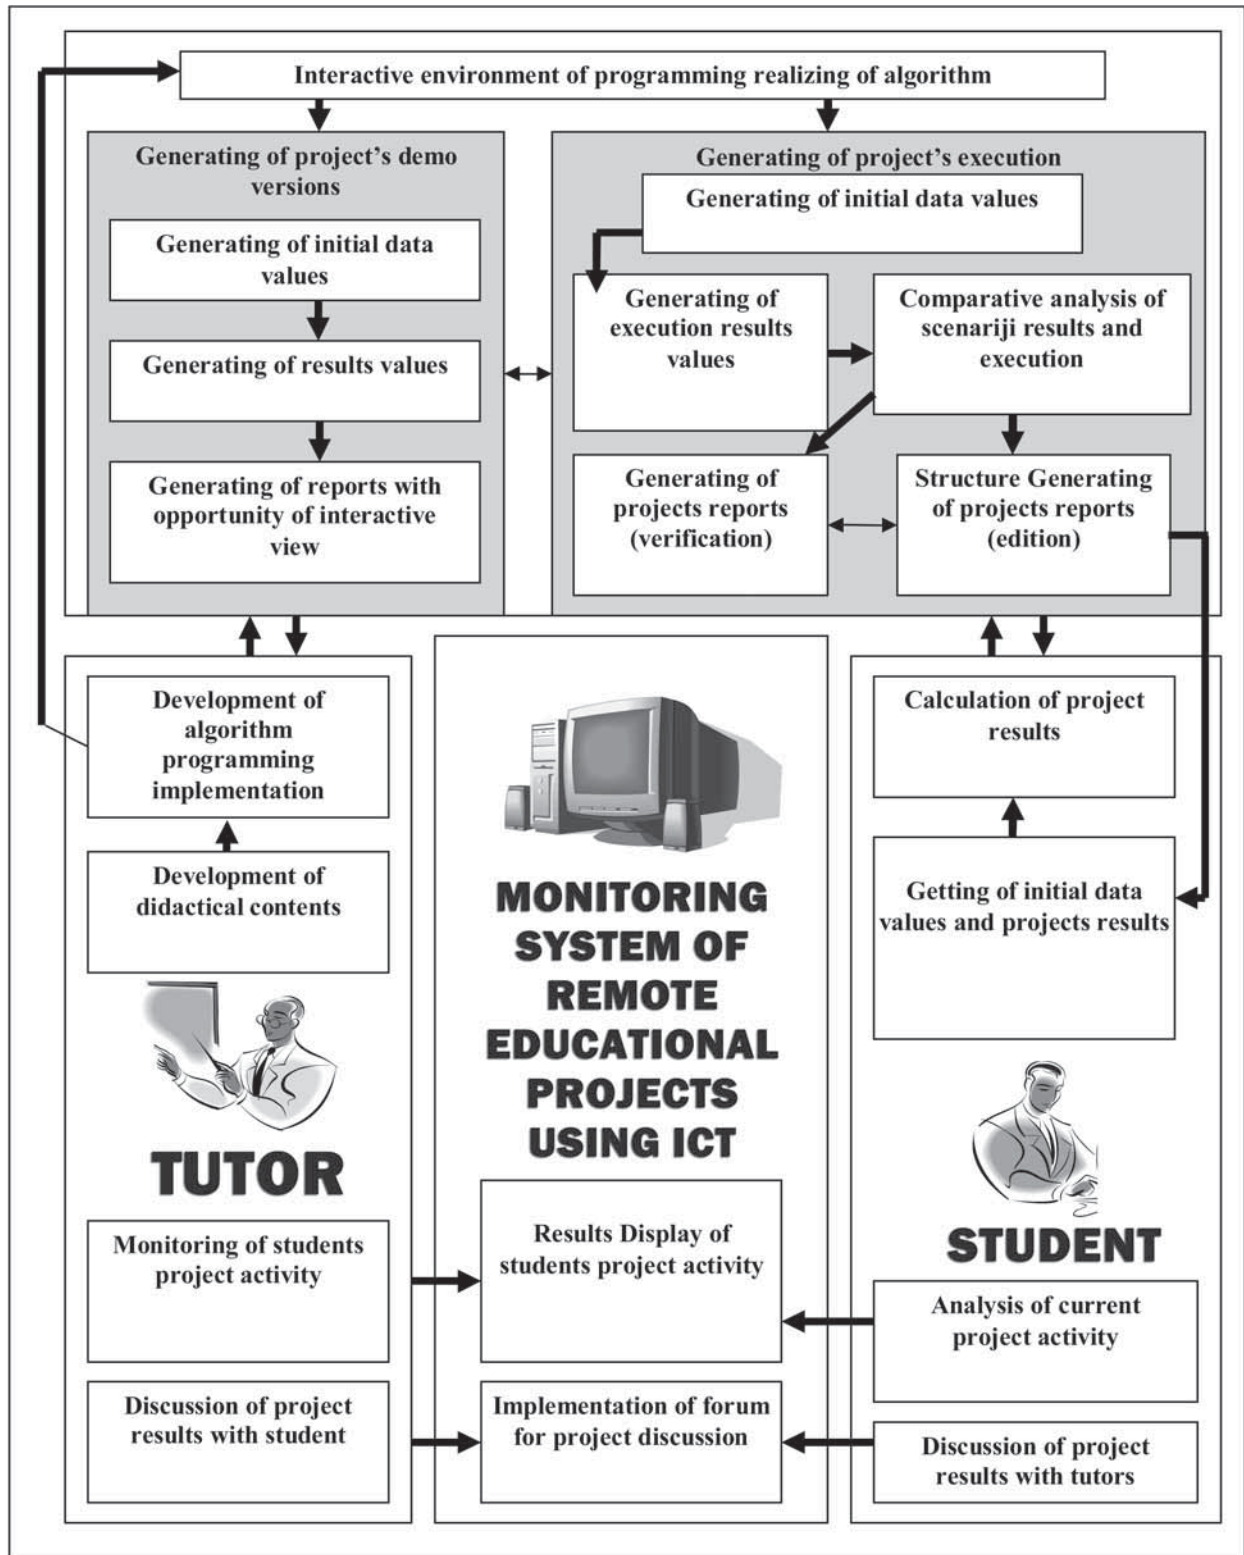 Interactive environment of programming realizing of algorithm
Generating of project's demo
versions
Generating of initial data
values
Generating of results values
Generating of reports with
opportunity of interactive
view
Generating of project's execution
Generating of initial data values
Generating of
execution results
values
Comparative analysis of
scenariji results and
execution
Generating of
projects reports
(verification)
Structure Generating
of projects reports
(edition)
Development of
algorithm
programming
implementation
Development of
didactical contents
TUTOR
Monitoring of students
project activity
Discussion of project
results with student
MONITORING
SYSTEM OF
REMOTE
EDUCATIONAL
PROJECTS
USING ICT
Results Display of
students project activity
Implementation of forum
for project discussion
Calculation of project
results
Getting of initial data
values and projects results
STUDENT
Analysis of current
project activity
Discussion of project
results with tutors